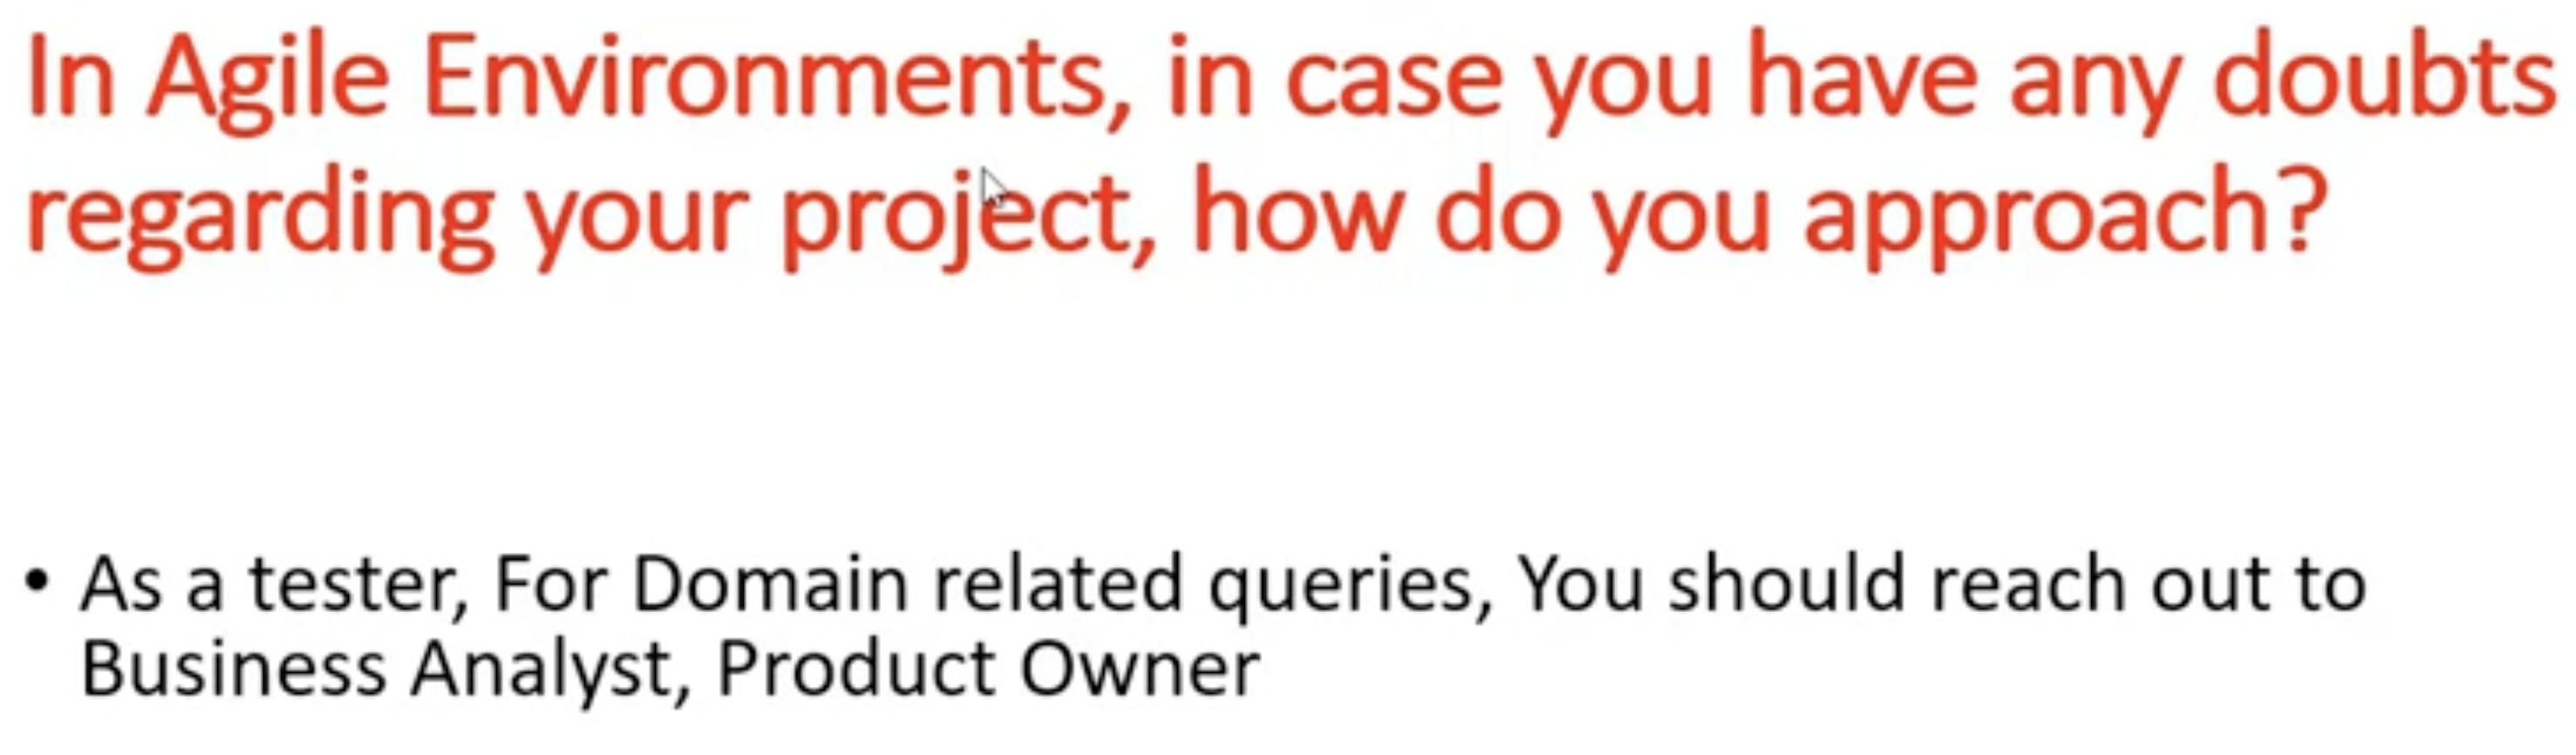 In Agile Environments, in case you have any doubts
regarding your project, how do you approach?
• As a tester, For Domain related queries, You should reach out to
Business Analyst, Product Owner